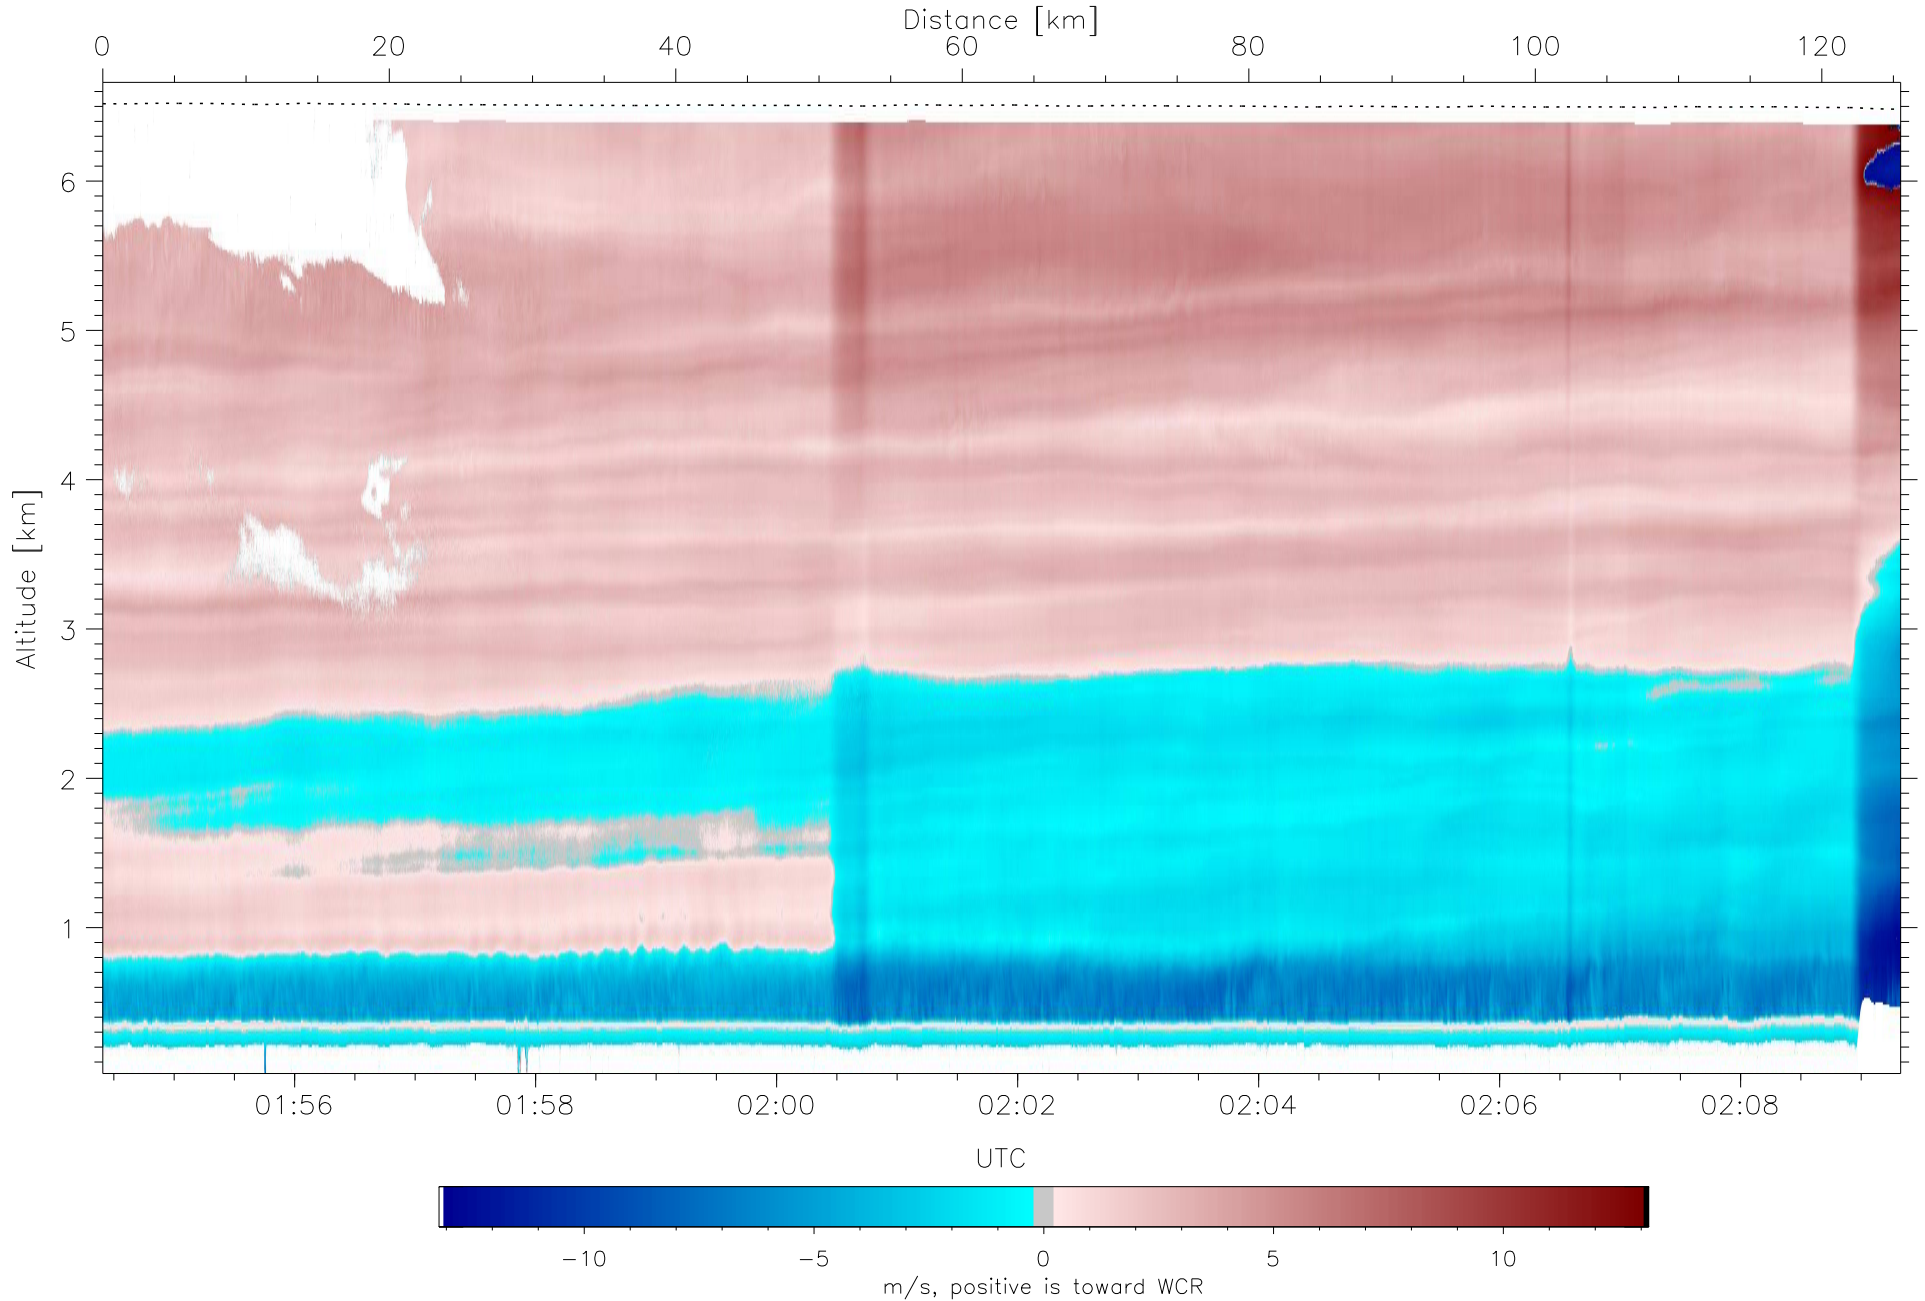 Distance [km]
0 20 40 60 80 100 120
6
5
4
3
2
1
Altitude [km]
01:56 01:58 02:00 02:02 02:04 02:06 02:08
UTC
−10 −5 0 5 10
m/s, positive is toward WCR